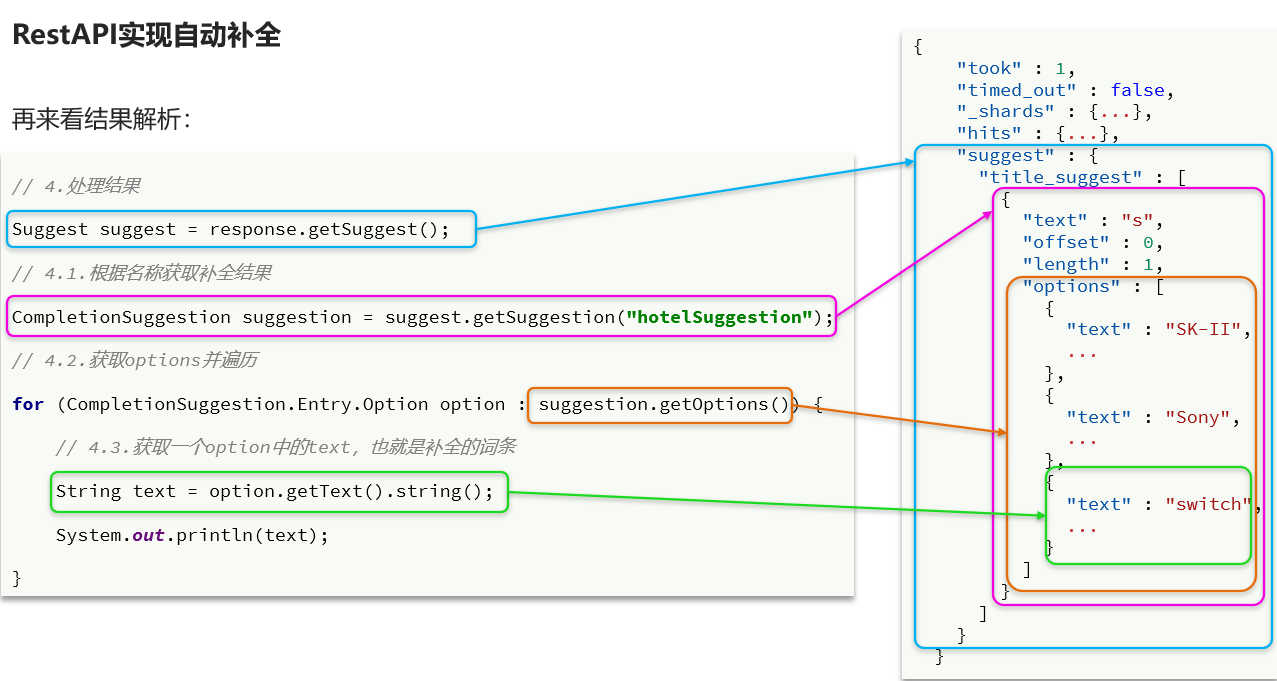 RestAPI实现自动补全
再来看结果解析：
// 4.处理结果
Suggest suggest = response.getSuggest();
// 4.1.根据名称获取补全结果
CompletionSuggestion suggestion = suggest.getSuggestion("hotelSuggestion");
// 4.2.获取options并遍历
for (CompletionSuggestion.Entry.Option option : suggestion.getOptions()) {
// 4.3.获取一个option中的text，也就是补全的词条
String text = option.getText().string();
System.out.println(text);
}
{
"took" : 1,
"timed_out" : false,
"_shards" : {...},
"hits" : {...},
"suggest" : {
"title_suggest" : [
{
"text" : "s",
"offset" : 0,
"length" : 1,
"options" : [
{
"text" : "SK-II",
...
},
{
"text" : "Sony",
...
},
{
"text" : "switch",
...
}
]
}
]
}
}